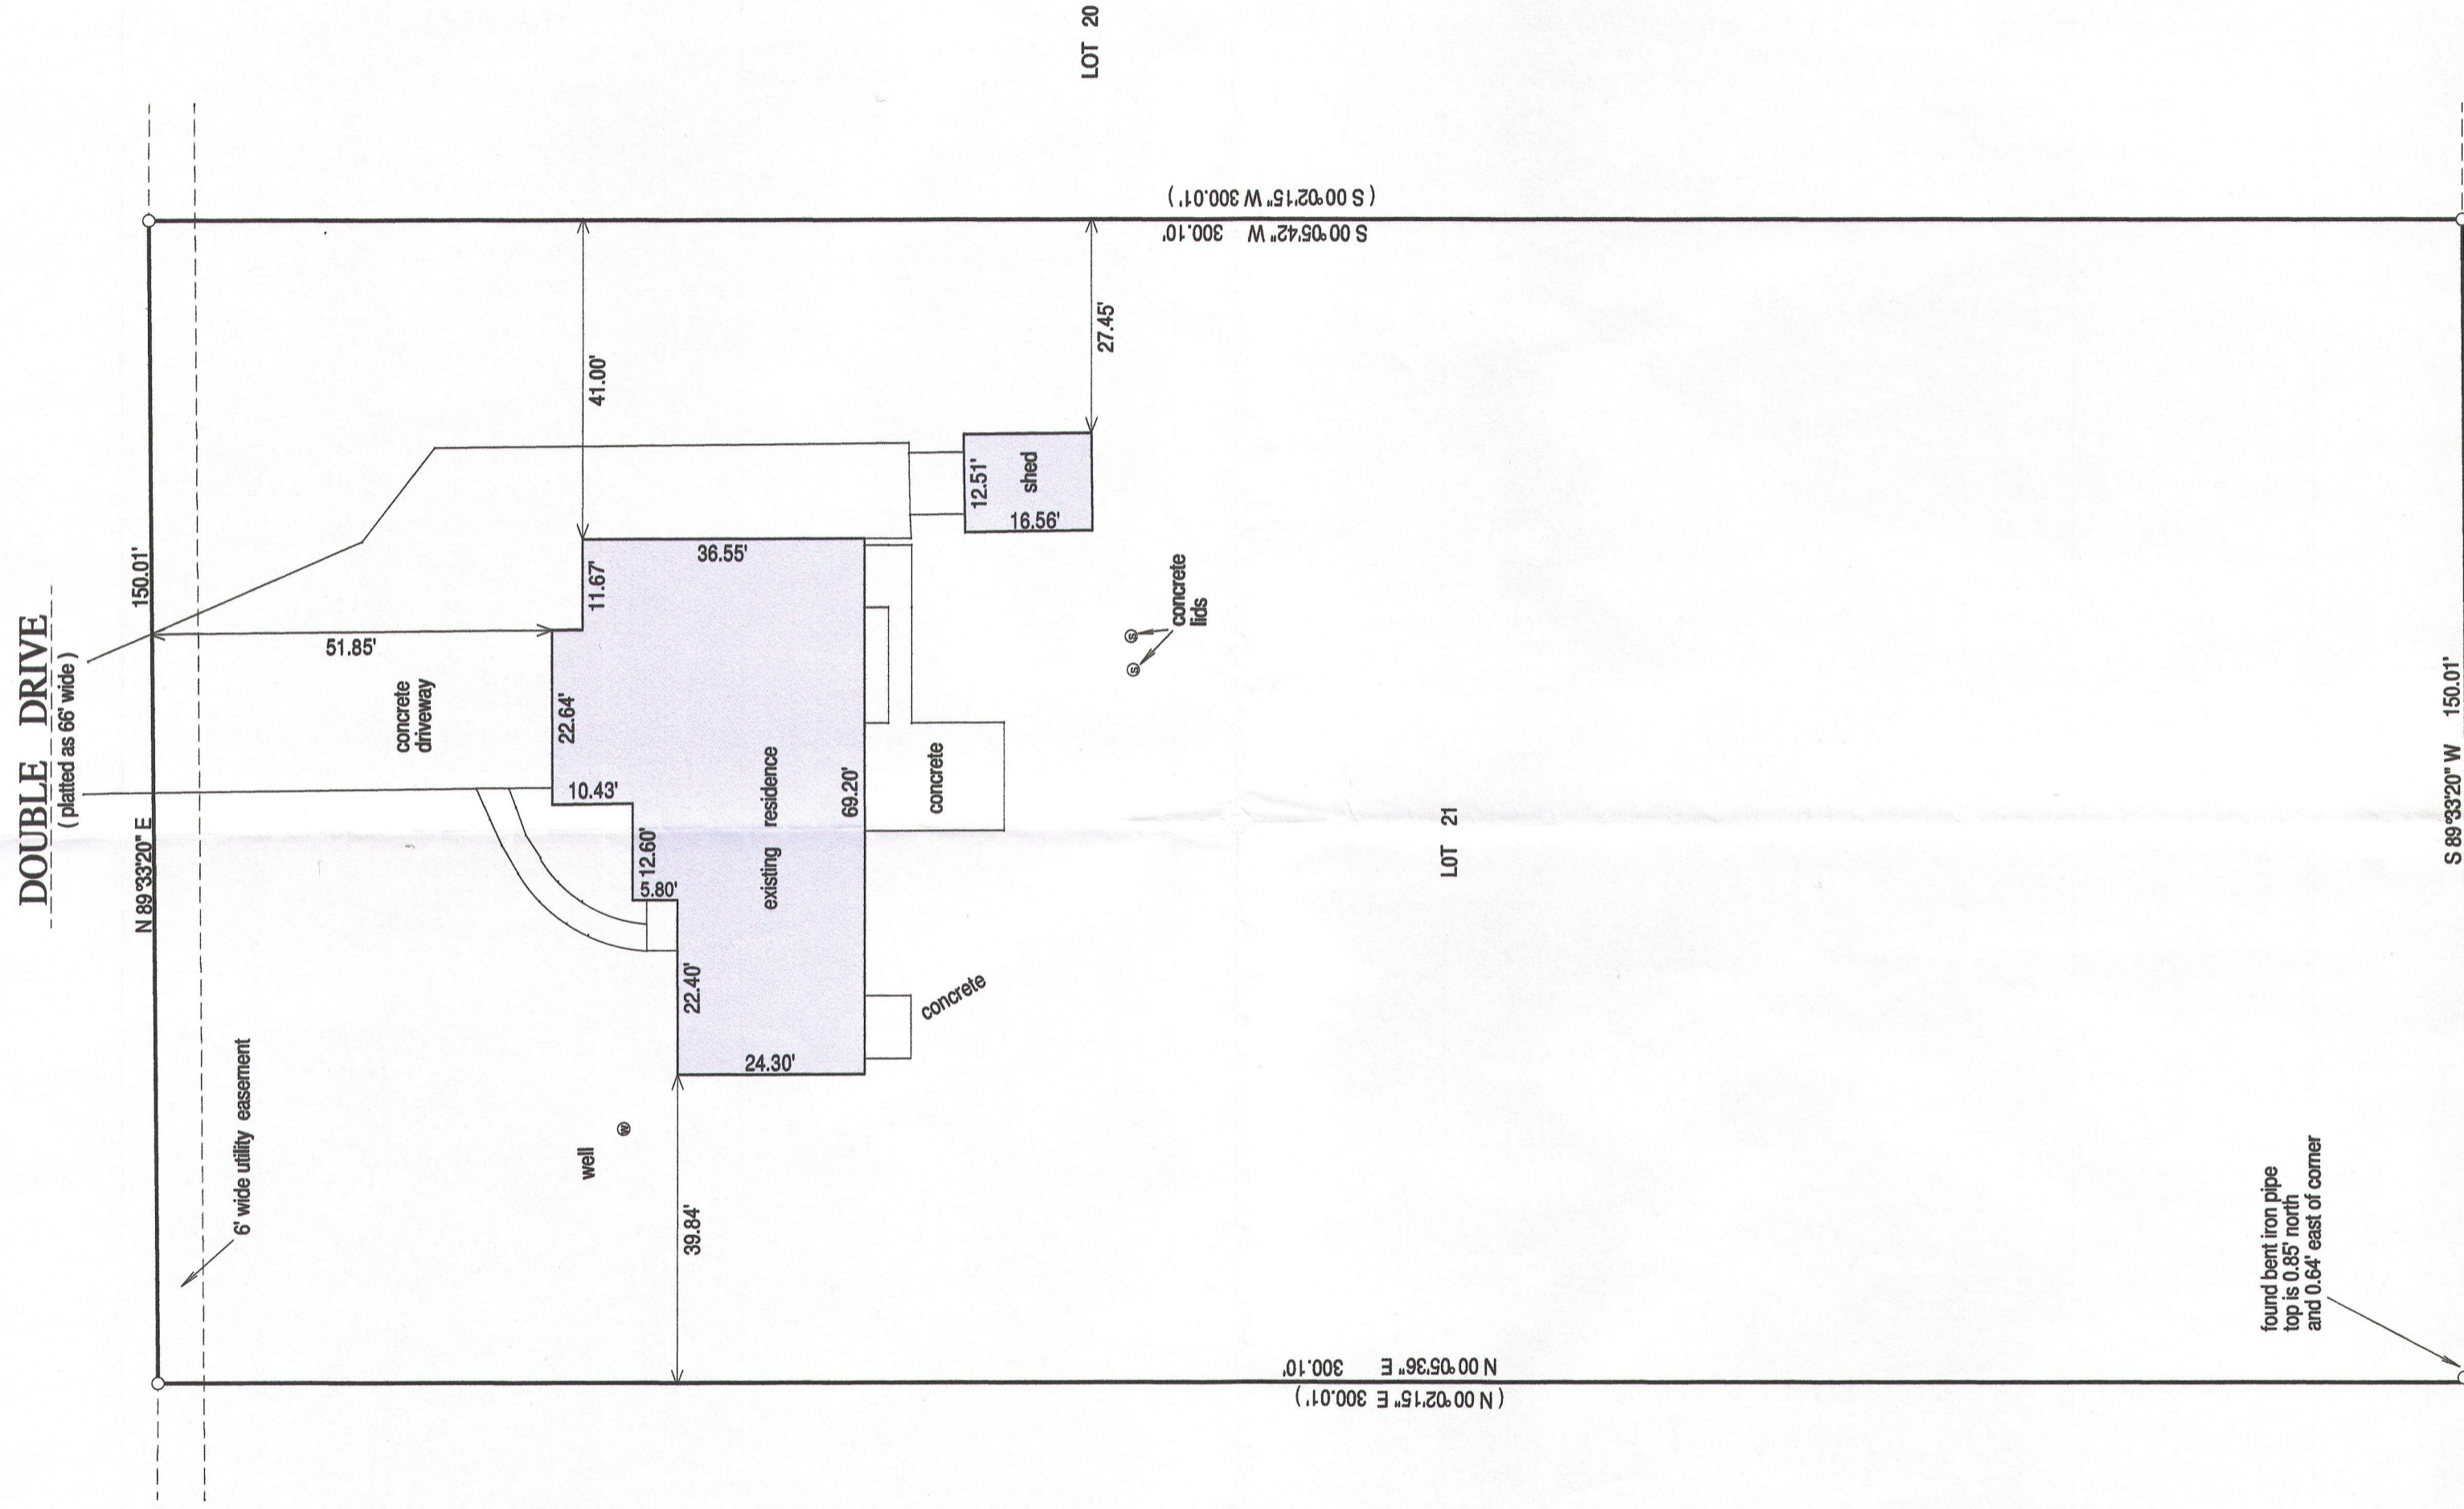 DOUBLE DRIVE
( platted as 66' wide )
N 89°33'20" E 150.01'
6' wide utility easement
51.85'
concrete
driveway
41.00'
11.67'
36.55'
22.64'
10.43'
12.60'
5.80'
22.40'
24.30'
69.20'
existing residence
well
W
39.84'
concrete
concrete
12.51'
16.56'
shed
27.45'
LOT 20
S
S
concrete
lids
( S 00°02'15" W 300.01' )
S 00°05'42" W 300.10'
LOT 21
N 00°05'36" E 300.10'
( N 00°02'15" E 300.01' )
found bent iron pipe
top is 0.85' north
and 0.64' east of corner
S 89°33'20" W 150.01'